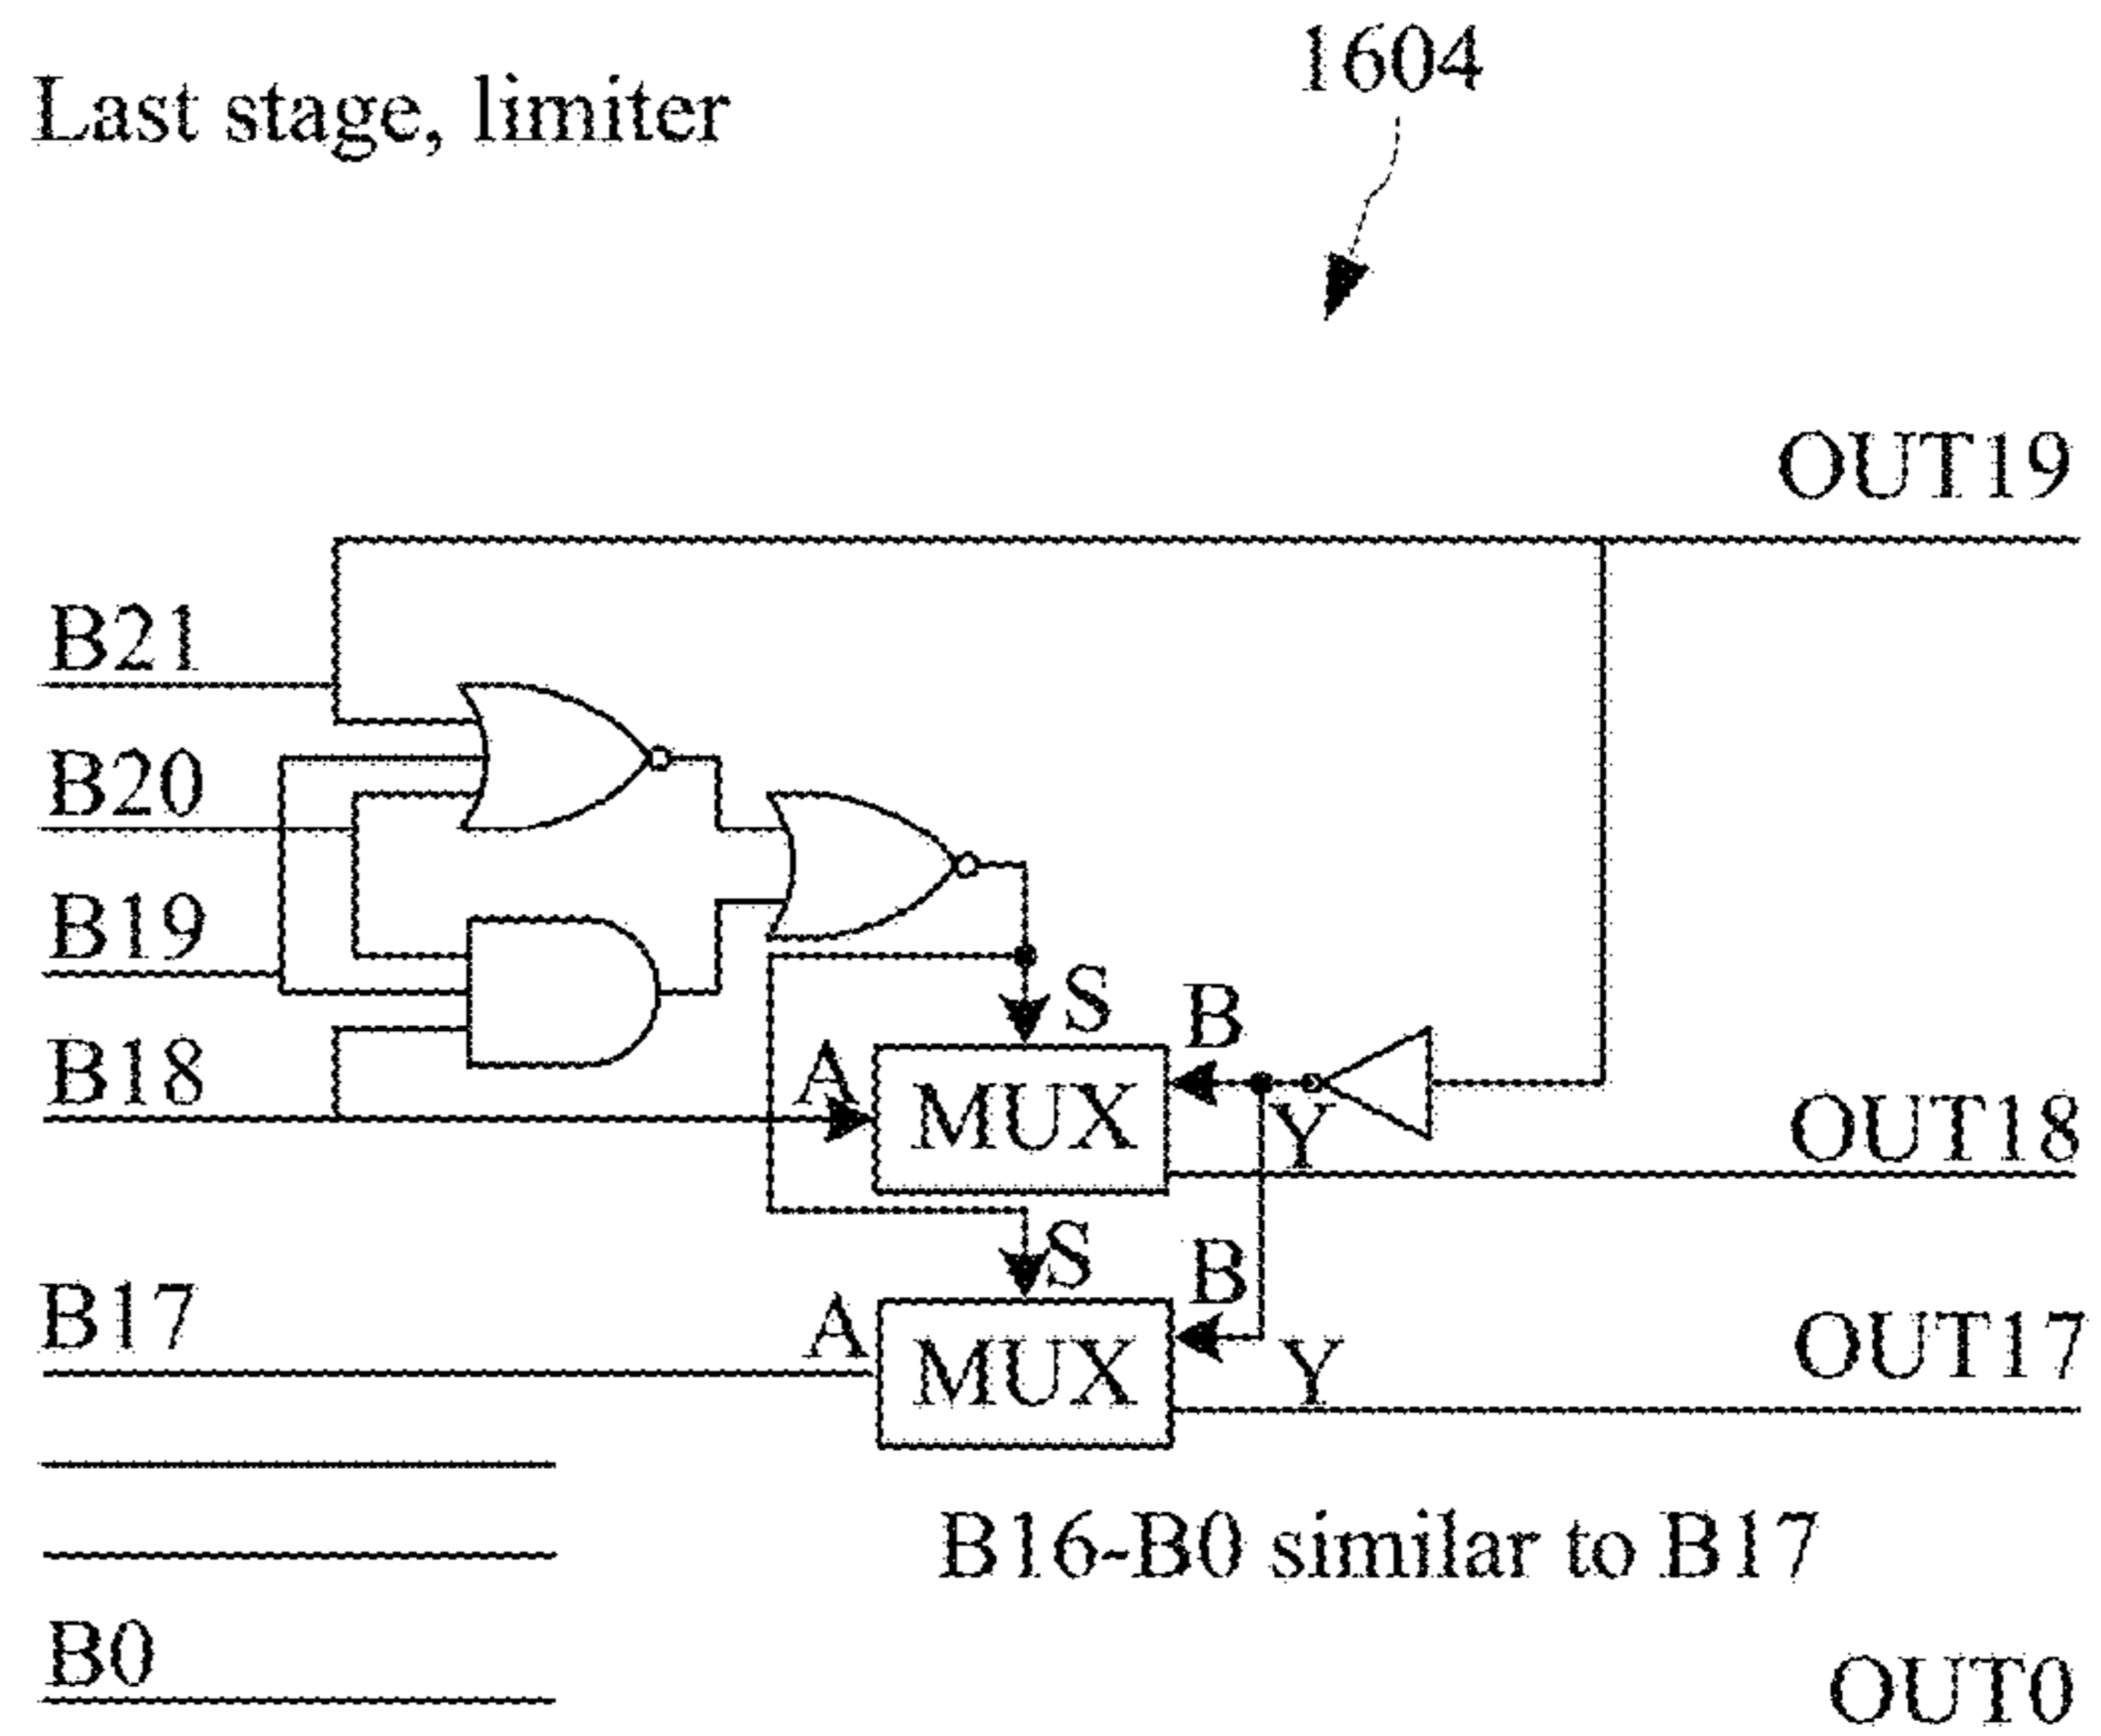 1604
Last stage, limiter
OUT19
B21
B20
B19
B18
S
B
A
MUX
Y
OUT18
S
B17
A
B
MUX
Y
OUT17
B16-B0 similar to B17
B0
OUT0